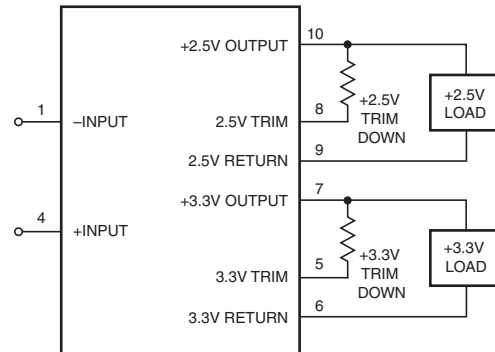 10
+2.5V OUTPUT
1
–INPUT
2.5V TRIM
8
+2.5V
TRIM
DOWN
+2.5V
LOAD
2.5V RETURN
9
+3.3V OUTPUT
7
4
+INPUT
3.3V TRIM
5
+3.3V
TRIM
DOWN
+3.3V
LOAD
3.3V RETURN
6